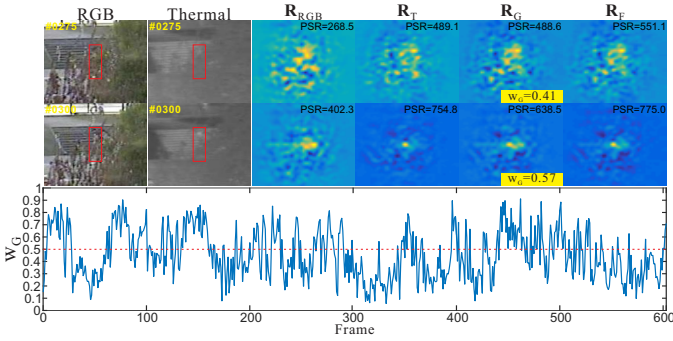 RGB Thermal R_RGB R_T R_G R_F
#0275 #0275 PSR=268.5 PSR=489.1 PSR=488.6 PSR=551.1
w_G=0.41
#0300 #0300 PSR=402.3 PSR=754.8 PSR=638.5 PSR=775.0
w_G=0.57
1
0.9
0.8
0.7
0.6
0.5
0.4
0.3
0.2
0.1
0
W_G
0 100 200 300 400 500 600
Frame